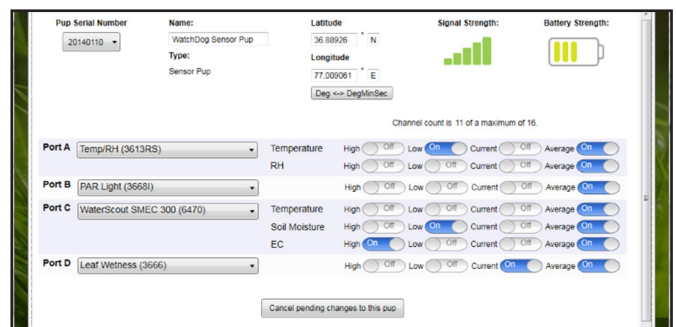 Pup Serial Number Name: Latitude Signal Strength: Battery Strength:
20140110 WatchDog Sensor Pup 36.88926 ° N
Type: Longitude
Sensor Pup 77.009061 ° E
Deg <-> DegMinSec
Channel count is 11 of a maximum of 16.
Port A Temp/RH (3613RS) Temperature High Off Low On Current Off Average On
RH High Off Low Off Current Off Average On
Port B PAR Light (3668I) High Off Low Off Current Off Average On
Port C WaterScout SMEC 300 (6470) Temperature High Off Low Off Current Off Average On
Soil Moisture High Off Low On Current Off Average On
EC High On Low Off Current Off Average On
Port D Leaf Wetness (3666) High Off Low Off Current On Average On
Cancel pending changes to this pup